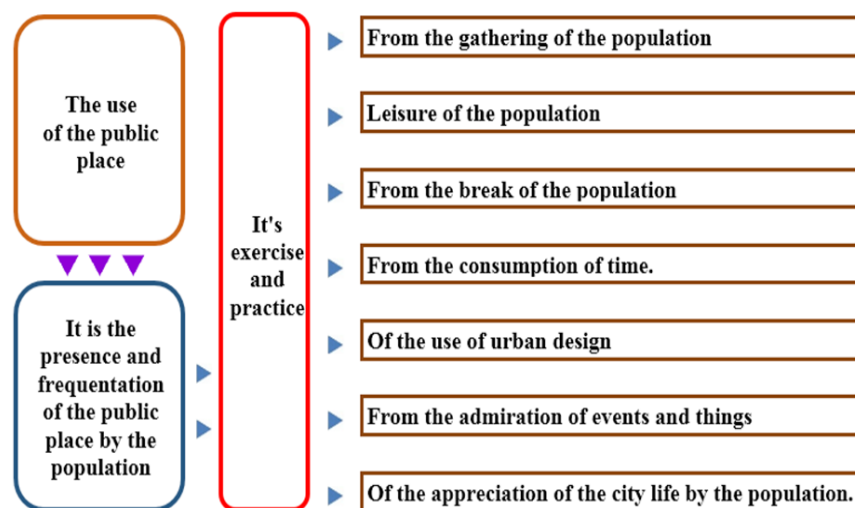 The use
of the public
place
It is the
presence and
frequentation
of the public
place by the
population
It's
exercise
and
practice
From the gathering of the population
Leisure of the population
From the break of the population
From the consumption of time.
Of the use of urban design
From the admiration of events and things
Of the appreciation of the city life by the population.